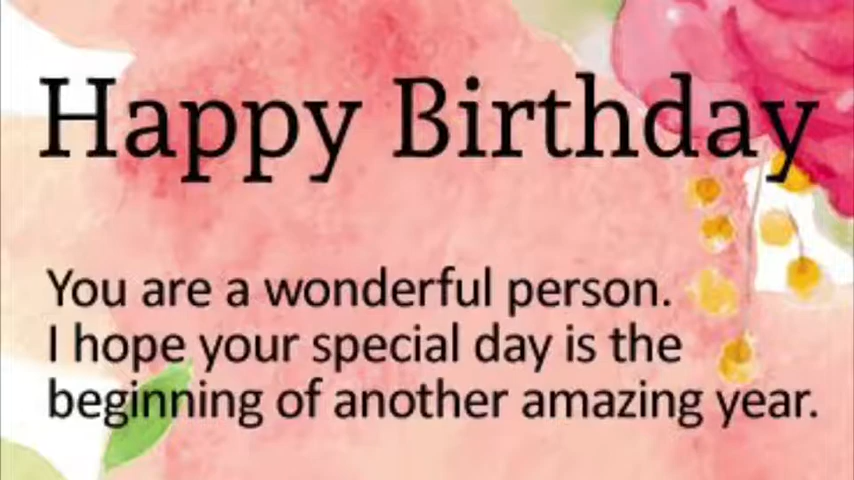 Happy Birthday
You are a wonderful person.
I hope your special day is the
beginning of another amazing year.